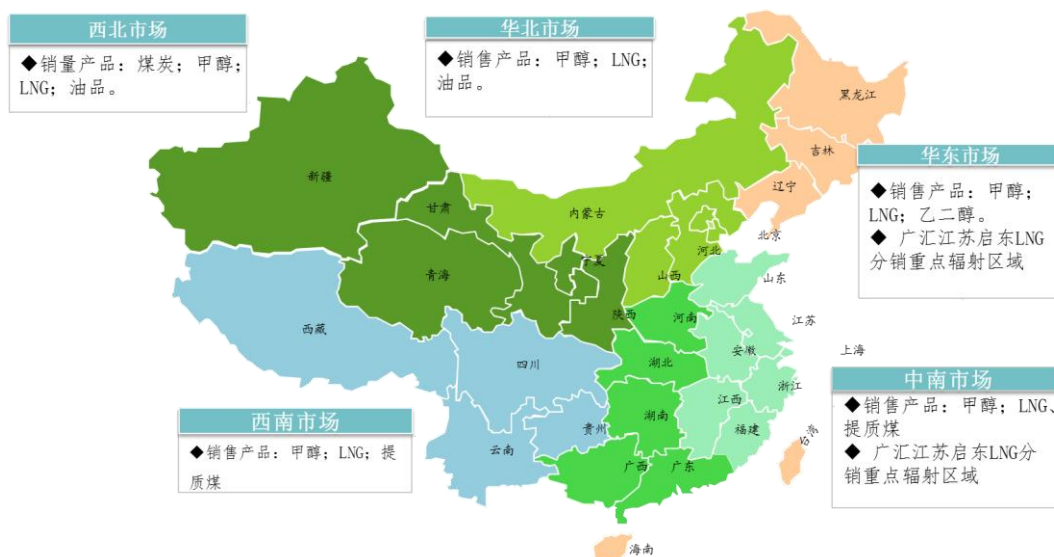 西北市场
◆销量产品：煤炭；甲醇；
LNG；油品。
华北市场
◆销售产品：甲醇；LNG；
油品。
黑龙江
吉林
辽宁
华东市场
◆销售产品：甲醇；
LNG；乙二醇。
◆ 广汇江苏启东LNG
分销重点辐射区域
新疆
甘肃
内蒙古
北京
河北
宁夏
山西
青海
山东
陕西
河南
江苏
西藏
安徽
上海
四川
湖北
浙江
江西
中南市场
◆销售产品：甲醇；LNG、
提质煤
◆ 广汇江苏启东LNG分
销重点辐射区域
湖南
贵州
福建
台湾
云南
广西
广东
西南市场
◆销售产品：甲醇；LNG；提
质煤
海南